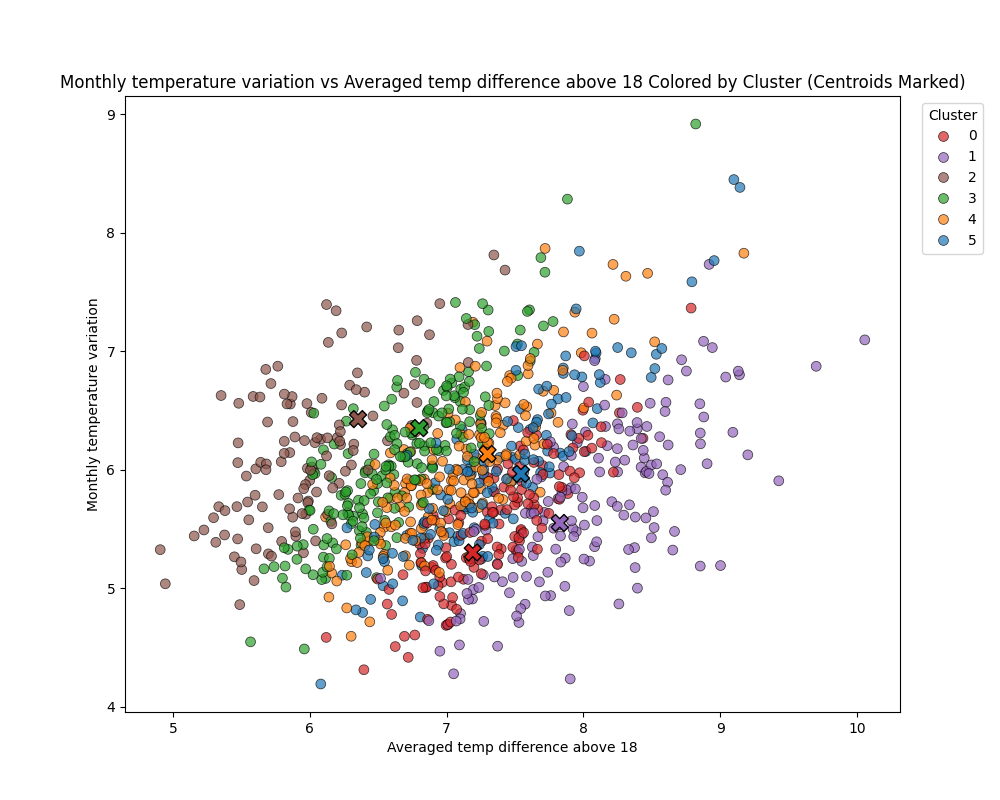 Monthly temperature variation vs Averaged temp difference above 18 Colored by Cluster (Centroids Marked)
Cluster
0
1
2
3
4
5
9
8
7
6
5
4
Monthly temperature variation
5 6 7 8 9 10
Averaged temp difference above 18